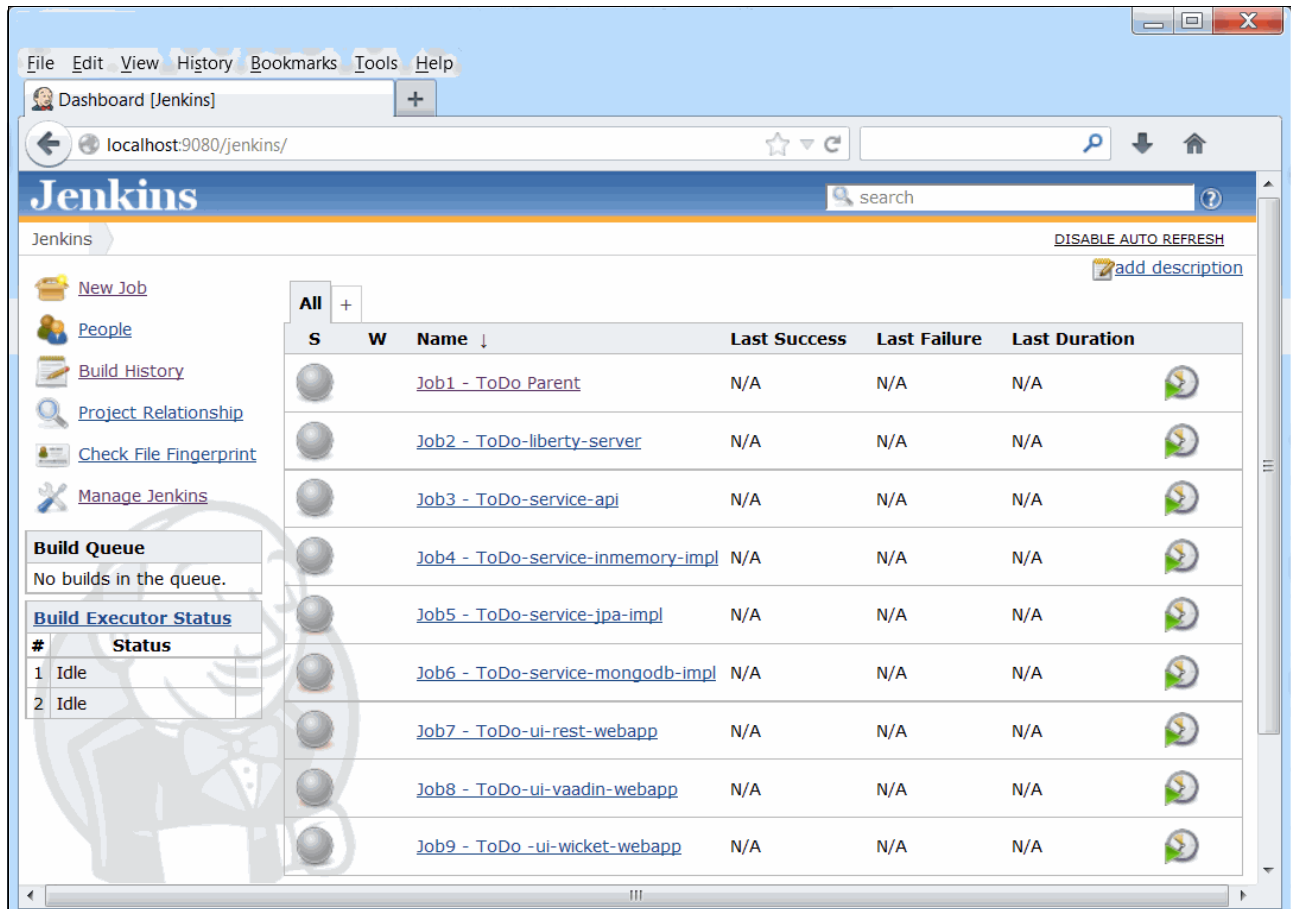 File Edit View History Bookmarks Tools Help
Dashboard [Jenkins] +
localhost:9080/jenkins/
Jenkins
search
Jenkins
DISABLE AUTO REFRESH
add description
New Job
People
Build History
Project Relationship
Check File Fingerprint
Manage Jenkins
Build Queue
No builds in the queue.
Build Executor Status
# Status
1 Idle
2 Idle
All +
S W Name ↓ Last Success Last Failure Last Duration
Job1 - ToDo Parent N/A N/A N/A
Job2 - ToDo-liberty-server N/A N/A N/A
Job3 - ToDo-service-api N/A N/A N/A
Job4 - ToDo-service-inmemory-impl N/A N/A N/A
Job5 - ToDo-service-jpa-impl N/A N/A N/A
Job6 - ToDo-service-mongodb-impl N/A N/A N/A
Job7 - ToDo-ui-rest-webapp N/A N/A N/A
Job8 - ToDo-ui-vaadin-webapp N/A N/A N/A
Job9 - ToDo -ui-wicket-webapp N/A N/A N/A